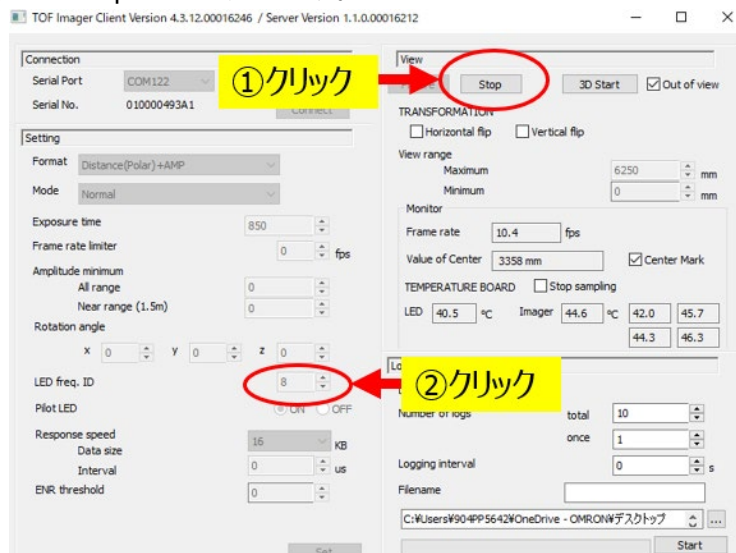 TOF Imager Client Version 4.3.12.00016246 / Server Version 1.1.0.00016212
Connection
Serial Port COM122
Serial No. 010000493A1
Connect
①クリック
Setting
Format Distance(Polar)+AMP
Mode Normal
Exposure time 850
Frame rate limiter 0 fps
Amplitude minimum
All range 0
Near range (1.5m) 0
Rotation angle
X 0 Y 0 Z 0
LED freq. ID 8
Pilot LED ON OFF
Response speed 16 KB
Data size
Interval 0 us
ENR threshold 0
Set
View
Stop 3D Start Out of view
TRANSFORMATION
Horizontal flip Vertical flip
View range
Maximum 6250 mm
Minimum 0 mm
Monitor
Frame rate 10.4 fps
Value of Center 3358 mm Center Mark
TEMPERATURE BOARD Stop sampling
LED 40.5 ℃ Imager 44.6 ℃ 42.0 45.7
44.3 46.3
②クリック
Number of logs total 10
once 1
Logging interval 0 s
Filename
C:¥Users¥904PP5642¥OneDrive - OMRON¥デスクトップ ...
Start